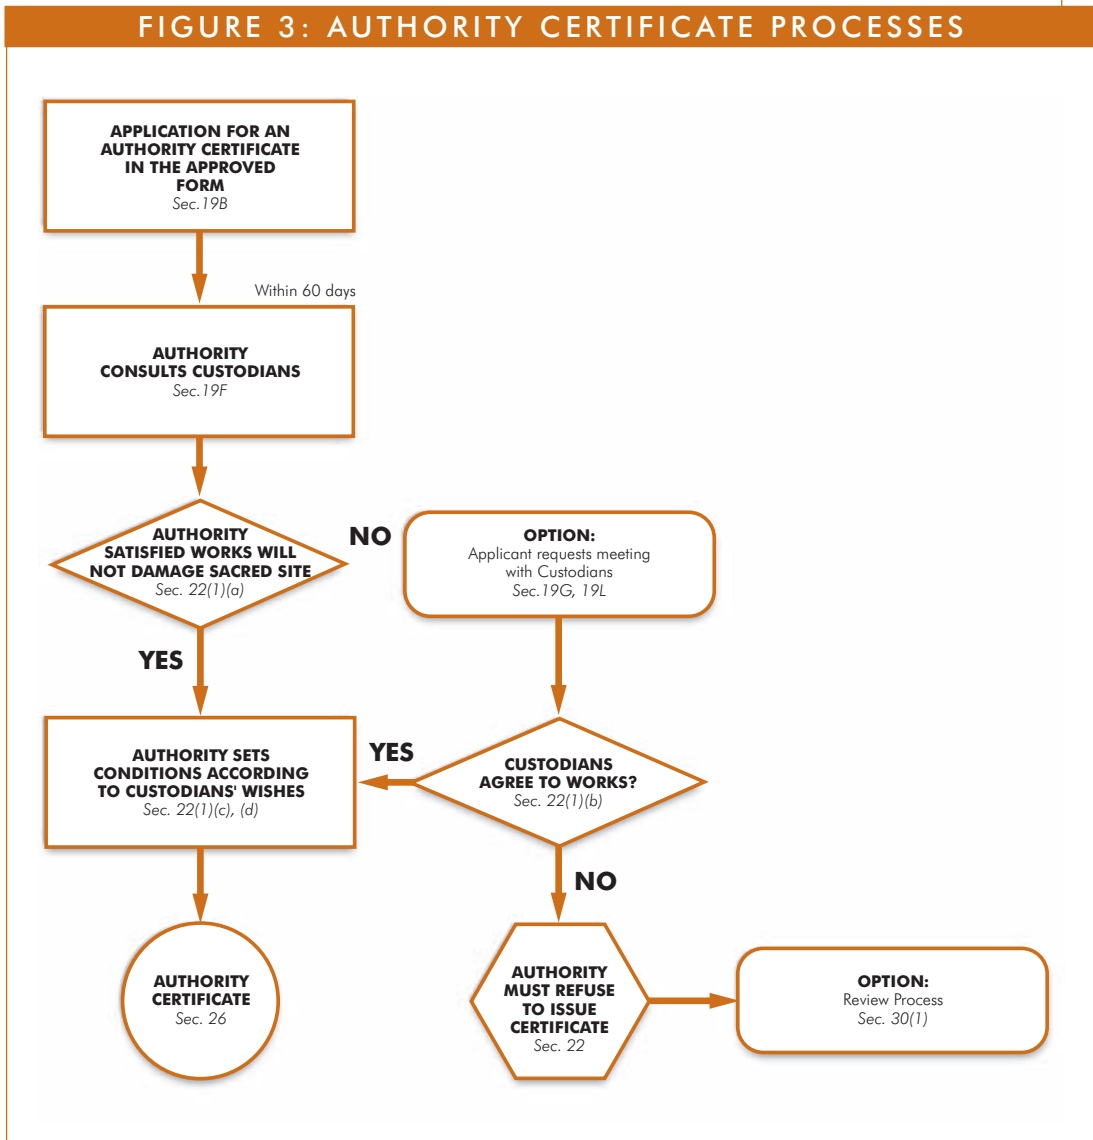 FIGURE 3: AUTHORITY CERTIFICATE PROCESSES
APPLICATION FOR AN
AUTHORITY CERTIFICATE
IN THE APPROVED
FORM
Sec.19B
Within 60 days
AUTHORITY
CONSULTS CUSTODIANS
Sec.19F
AUTHORITY
SATISFIED WORKS WILL
NOT DAMAGE SACRED SITE
Sec. 22(1)(a)
NO
OPTION:
Applicant requests meeting
with Custodians
Sec.19G, 19L
YES
AUTHORITY SETS
CONDITIONS ACCORDING
TO CUSTODIANS' WISHES
Sec. 22(1)(c), (d)
YES
CUSTODIANS
AGREE TO WORKS?
Sec. 22(1)(b)
NO
AUTHORITY
CERTIFICATE
Sec. 26
AUTHORITY
MUST REFUSE
TO ISSUE
CERTIFICATE
Sec. 22
OPTION:
Review Process
Sec. 30(1)